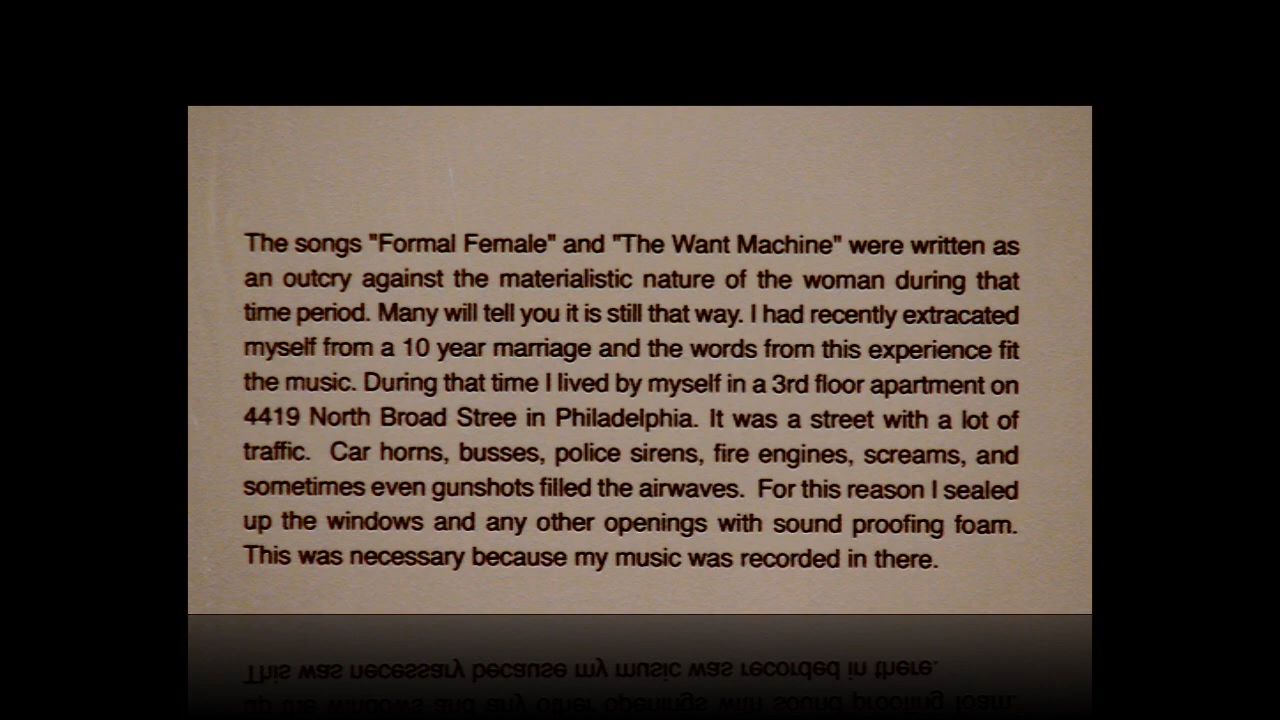 The songs "Formal Female" and "The Want Machine" were written as
an outcry against the materialistic nature of the woman during that
time period. Many will tell you it is still that way. I had recently extracated
myself from a 10 year marriage and the words from this experience fit
the music. During that time I lived by myself in a 3rd floor apartment on
4419 North Broad Stree in Philadelphia. It was a street with a lot of
traffic.  Car horns, busses, police sirens, fire engines, screams, and
sometimes even gunshots filled the airwaves.  For this reason I sealed
up the windows and any other openings with sound proofing foam.
This was necessary because my music was recorded in there.